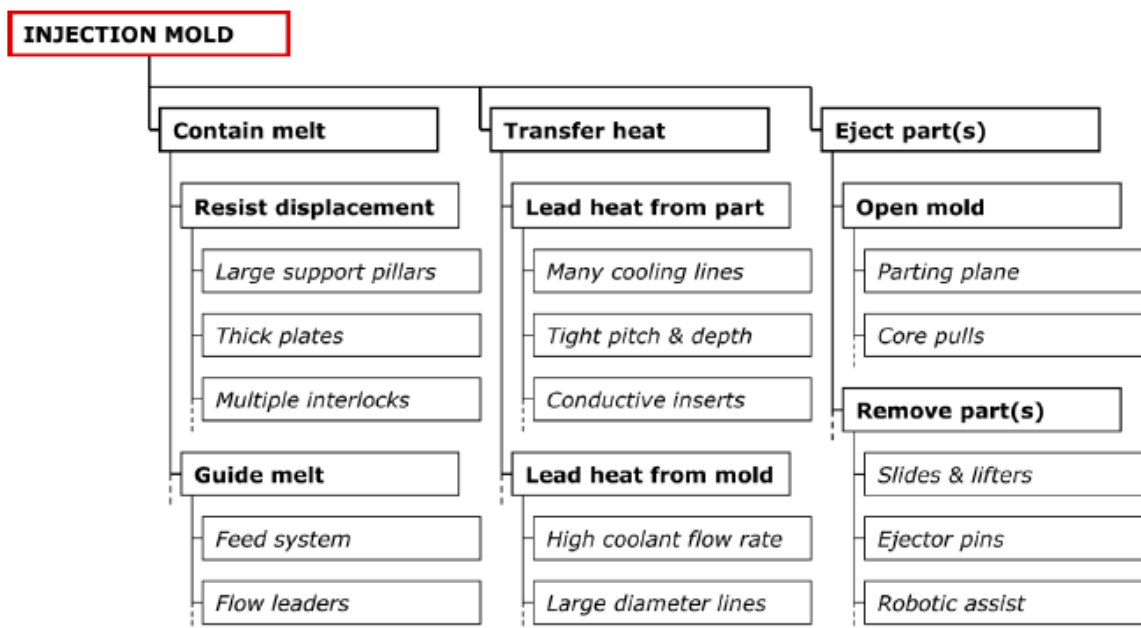 INJECTION MOLD
Contain melt
Resist displacement
Large support pillars
Thick plates
Multiple interlocks
Guide melt
Feed system
Flow leaders
Transfer heat
Lead heat from part
Many cooling lines
Tight pitch & depth
Conductive inserts
Lead heat from mold
High coolant flow rate
Large diameter lines
Eject part(s)
Open mold
Parting plane
Core pulls
Remove part(s)
Slides & lifters
Ejector pins
Robotic assist